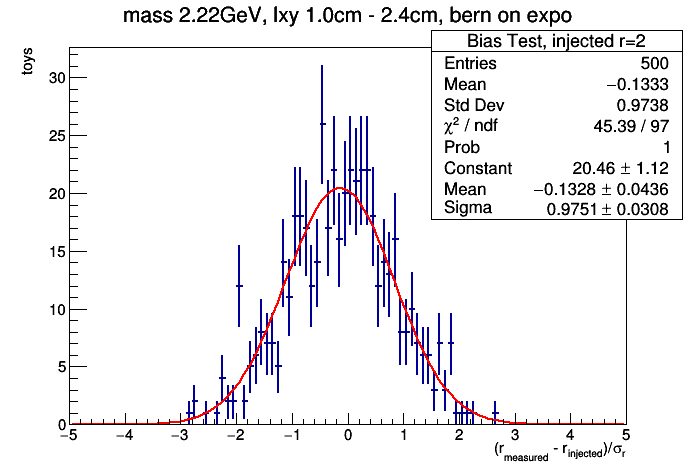 mass 2.22GeV, lxy 1.0cm - 2.4cm, bern on expo
Bias Test, injected r=2
Entries 500
Mean −0.1333
Std Dev 0.9738
χ² / ndf 45.39 / 97
Prob 1
Constant 20.46 ± 1.12
Mean −0.1328 ± 0.0436
Sigma 0.9751 ± 0.0308
toys
30
25
20
15
10
5
0
−5 −4 −3 −2 −1 0 1 2 3 4 5
(r_measured - r_injected)/σ_r